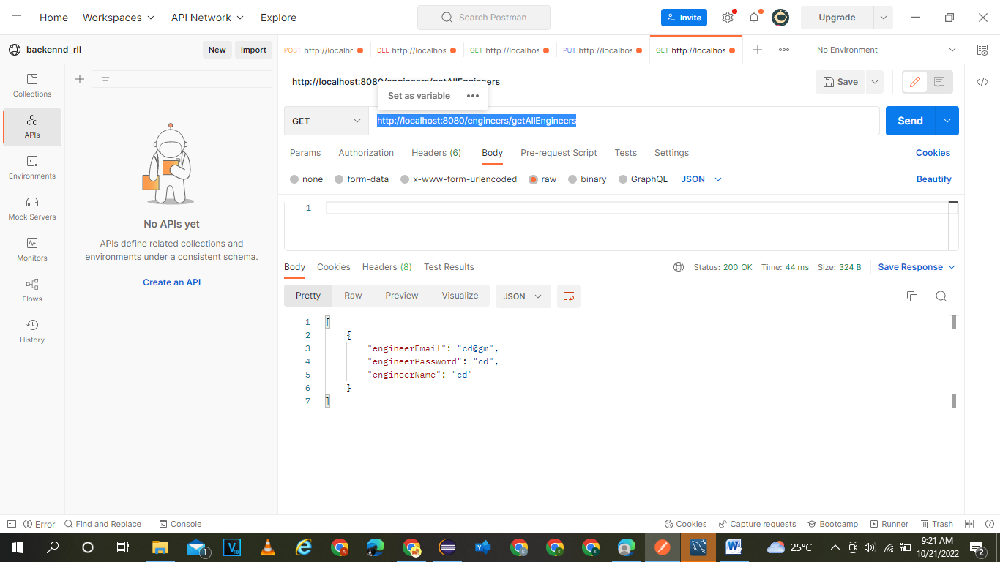 Home Workspaces API Network Explore Search Postman Invite Upgrade
backennd_rll New Import POST http://localhc DEL http://localhos GET http://localhos PUT http://localhos GET http://localhos No Environment
Collections
APIs
Environments
Mock Servers
Monitors
Flows
History
No APIs yet
APIs define related collections and
environments under a consistent schema.
Create an API
http://localhost:8080/engineers/getAllEngineers Save
Set as variable
GET http://localhost:8080/engineers/getAllEngineers Send
Params Authorization Headers (6) Body Pre-request Script Tests Settings Cookies
none form-data x-www-form-urlencoded raw binary GraphQL JSON Beautify
1
Body Cookies Headers (8) Test Results Status: 200 OK Time: 44 ms Size: 324 B Save Response
Pretty Raw Preview Visualize JSON
1 [
2 {
3 "engineerEmail": "cd@gm",
4 "engineerPassword": "cd",
5 "engineerName": "cd"
6 }
7 ]
Error Find and Replace Console Cookies Capture requests Bootcamp Runner Trash
1 25°C 9:21 AM
10/21/2022 2